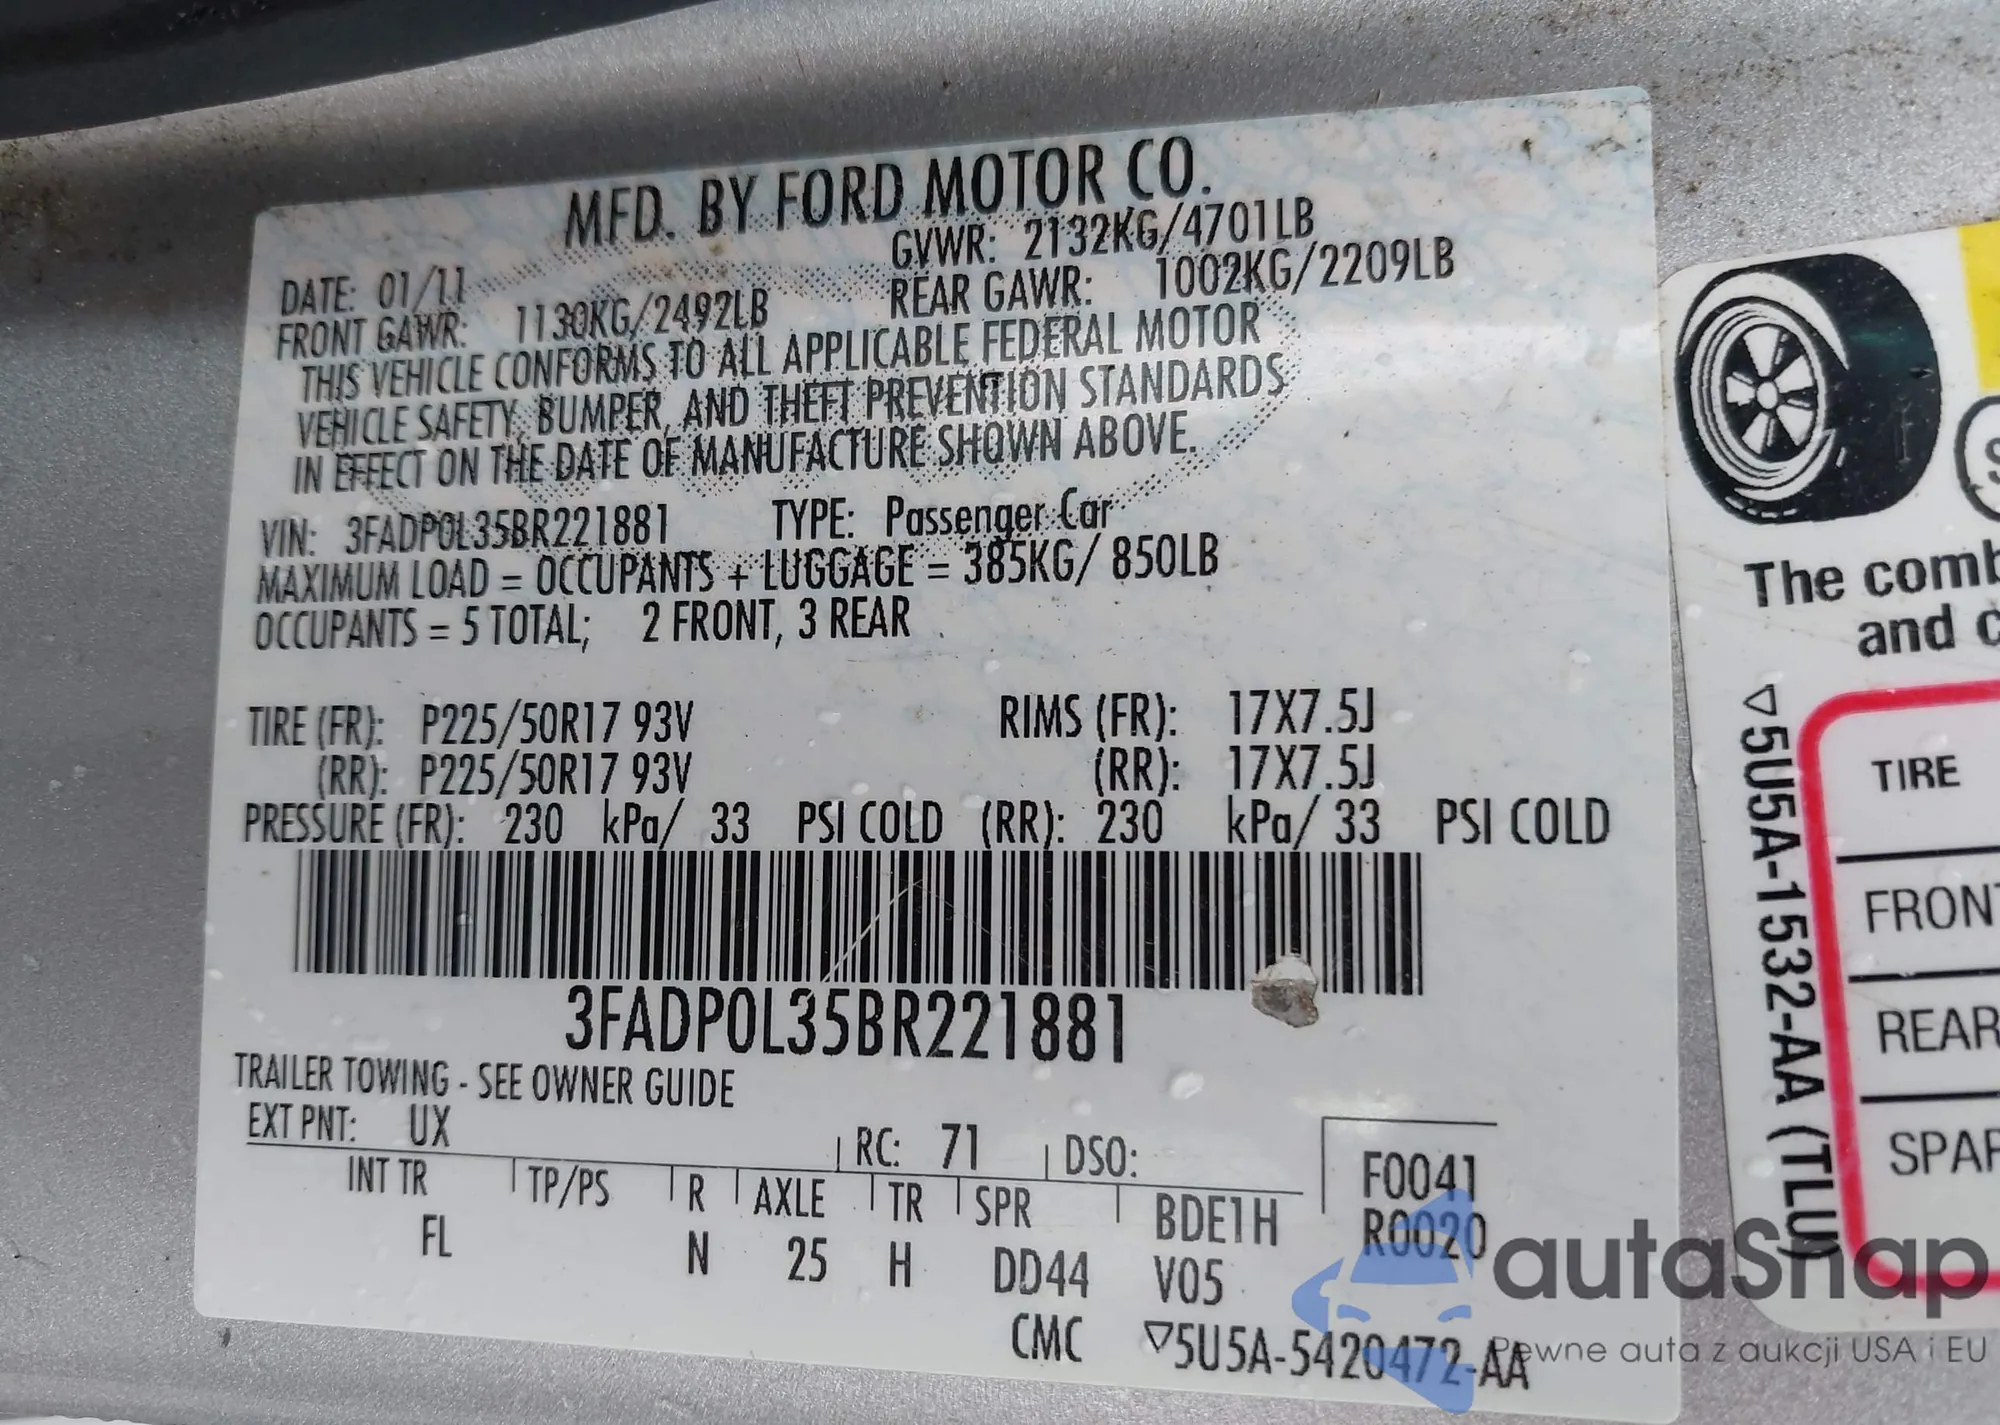 MFD. BY FORD MOTOR CO.
DATE: 01/11 GVWR: 2132KG/4701LB
FRONT GAWR: 1130KG/2492LB REAR GAWR: 1002KG/2209LB
THIS VEHICLE CONFORMS TO ALL APPLICABLE FEDERAL MOTOR
VEHICLE SAFETY, BUMPER, AND THEFT PREVENTION STANDARDS
IN EFFECT ON THE DATE OF MANUFACTURE SHOWN ABOVE.
VIN: 3FADP0L35BR221881 TYPE: Passenger Car
MAXIMUM LOAD = OCCUPANTS + LUGGAGE = 385KG/ 850LB
OCCUPANTS = 5 TOTAL; 2 FRONT, 3 REAR
TIRE (FR): P225/50R17 93V RIMS (FR): 17X7.5J
(RR): P225/50R17 93V (RR): 17X7.5J
PRESSURE (FR): 230 kPa/ 33 PSI COLD (RR): 230 kPa/ 33 PSI COLD
3FADP0L35BR221881
TRAILER TOWING - SEE OWNER GUIDE
EXT PNT: UX RC: 71 DSO:
F0041
R0020
INT TR TP/PS R AXLE TR SPR BDE1H
FL N 25 H DD44 V05
CMC ▽5U5A-5420472-AA
The comb
and c
▽5U5A-1532-AA (TLU)
TIRE
FRONT
REAR
SPAR
autaSnap
Pewne auta z aukcji USA i EU